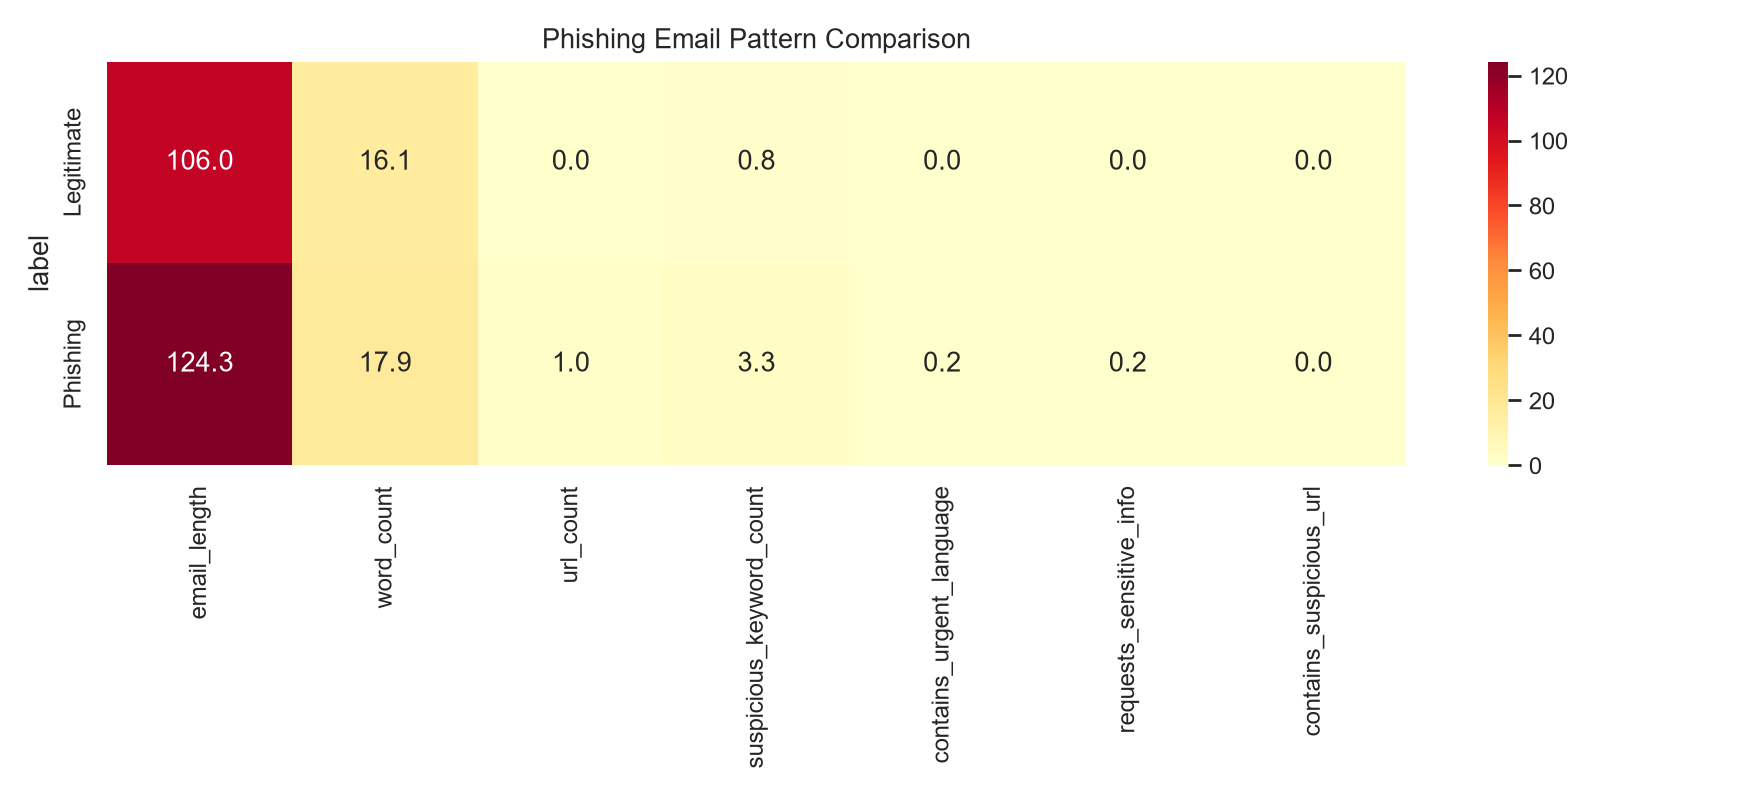 Phishing Email Pattern Comparison
label
Legitimate
106.0 16.1 0.0 0.8 0.0 0.0 0.0
Phishing
124.3 17.9 1.0 3.3 0.2 0.2 0.0
email_length
word_count
url_count
suspicious_keyword_count
contains_urgent_language
requests_sensitive_info
contains_suspicious_url
120
100
80
60
40
20
0